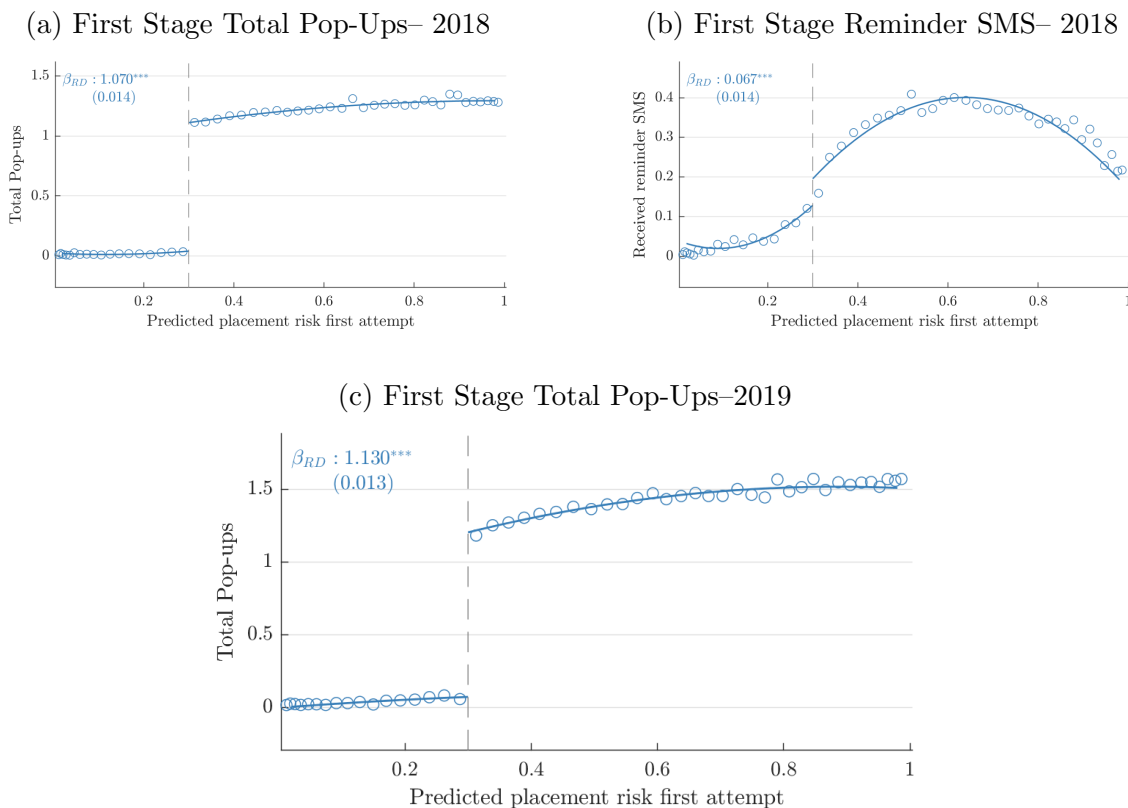 (a) First Stage Total Pop-Ups– 2018
β_RD : 1.070***
(0.014)
Total Pop-ups
1.5
1
0.5
0
0.2 0.4 0.6 0.8 1
Predicted placement risk first attempt
(b) First Stage Reminder SMS– 2018
β_RD : 0.067***
(0.014)
Received reminder SMS
0.4
0.3
0.2
0.1
0
0.2 0.4 0.6 0.8 1
Predicted placement risk first attempt
(c) First Stage Total Pop-Ups–2019
β_RD : 1.130***
(0.013)
Total Pop-ups
1.5
1
0.5
0
0.2 0.4 0.6 0.8 1
Predicted placement risk first attempt